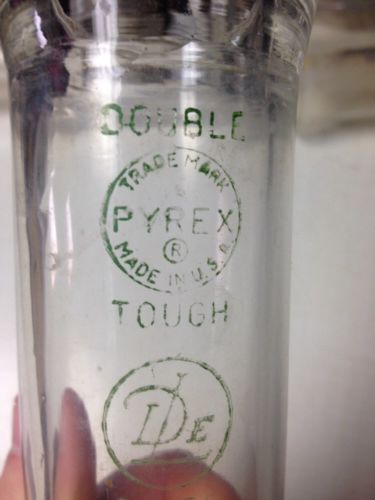 DOUBLE
TRADE MARK
PYREX
®
MADE IN U.S.A.
TOUGH